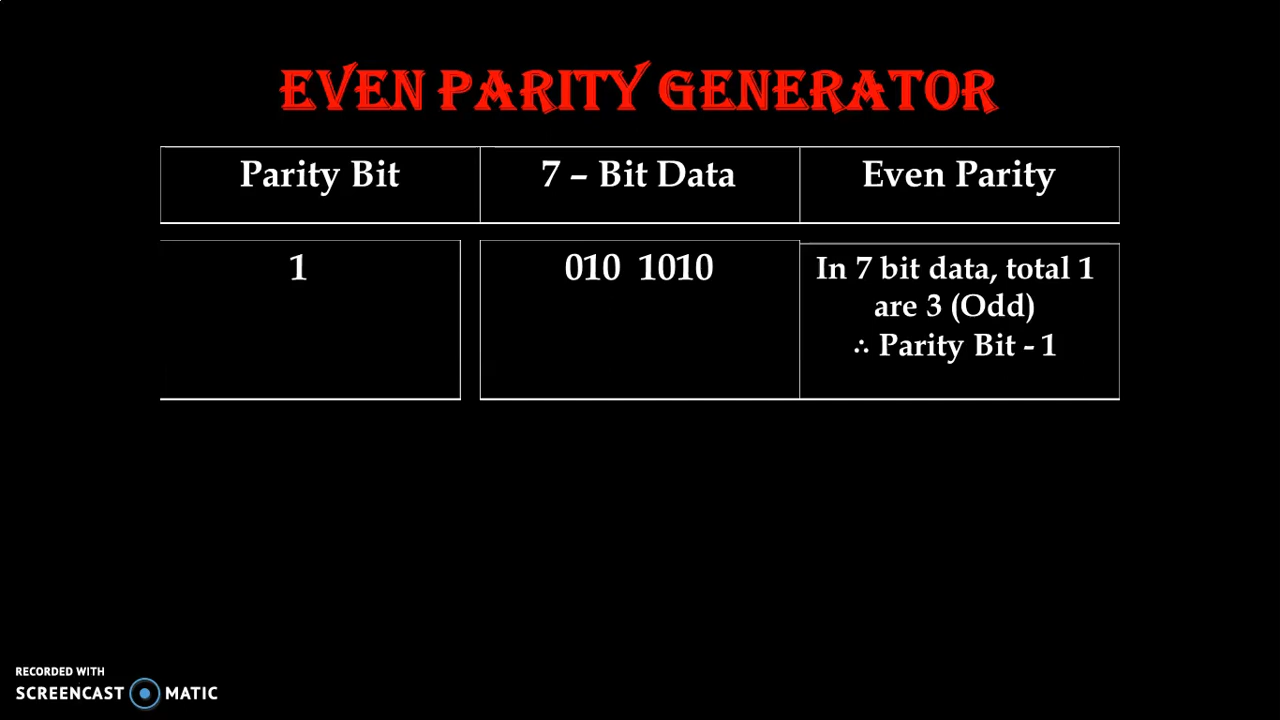 EVEN PARITY GENERATOR
Parity Bit 7 – Bit Data Even Parity
1 010 1010 In 7 bit data, total 1
are 3 (Odd)
∴ Parity Bit - 1
RECORDED WITH
SCREENCAST MATIC